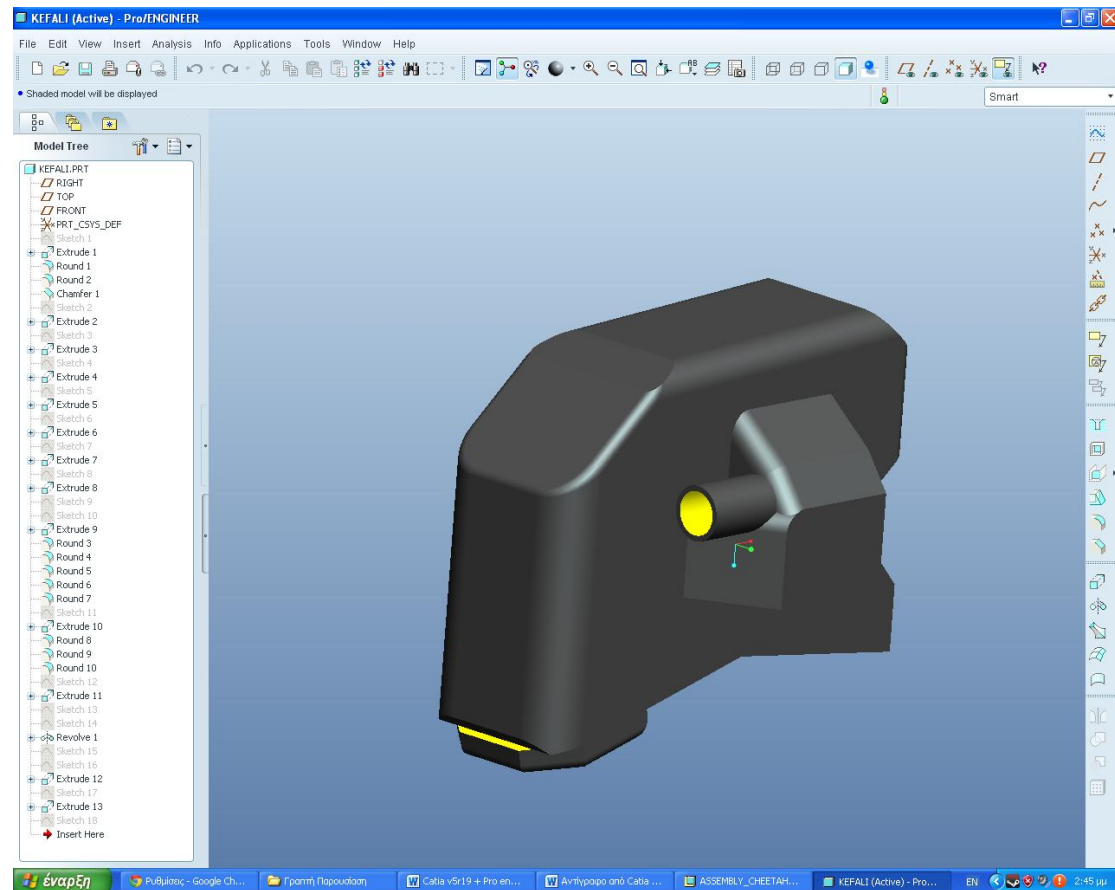 KEFALI (Active) - Pro/ENGINEER
File Edit View Insert Analysis Info Applications Tools Window Help
• Shaded model will be displayed
Smart
Model Tree
KEFALI.PRT
RIGHT
TOP
FRONT
PRT_CSYS_DEF
Sketch 1
Extrude 1
Round 1
Round 2
Chamfer 1
Sketch 2
Extrude 2
Sketch 3
Extrude 3
Sketch 4
Extrude 4
Sketch 5
Extrude 5
Sketch 6
Extrude 6
Sketch 7
Extrude 7
Sketch 8
Extrude 8
Sketch 9
Sketch 10
Extrude 9
Round 3
Round 4
Round 5
Round 6
Round 7
Sketch 11
Extrude 10
Round 8
Round 9
Round 10
Sketch 12
Extrude 11
Sketch 13
Sketch 14
Revolve 1
Sketch 15
Sketch 16
Extrude 12
Sketch 17
Extrude 13
Sketch 18
Insert Here
έναρξη Ρυθμίσεις - Google Ch... Γραπτή Παρουσίαση Catia v5r19 + Pro en... Αντίγραφο από Catia ... ASSEMBLY_CHEETAH... KEFALI (Active) - Pro... EN 2:45 μμ